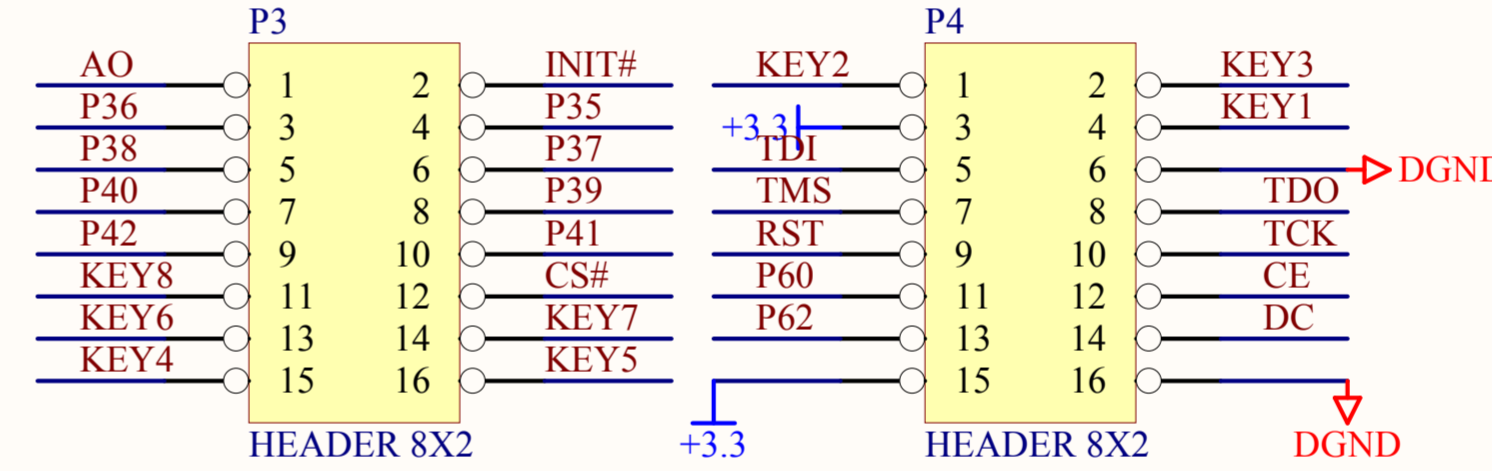 P3 P4
AO 1 2 INIT# KEY2 1 2 KEY3
P36 3 4 P35 +3.3 3 4 KEY1
P38 5 6 P37 TDI 5 6 DGND
P40 7 8 P39 TMS 7 8 TDO
P42 9 10 P41 RST 9 10 TCK
KEY8 11 12 CS# P60 11 12 CE
KEY6 13 14 KEY7 P62 13 14 DC
KEY4 15 16 KEY5 15 16
HEADER 8X2 +3.3 HEADER 8X2 DGND